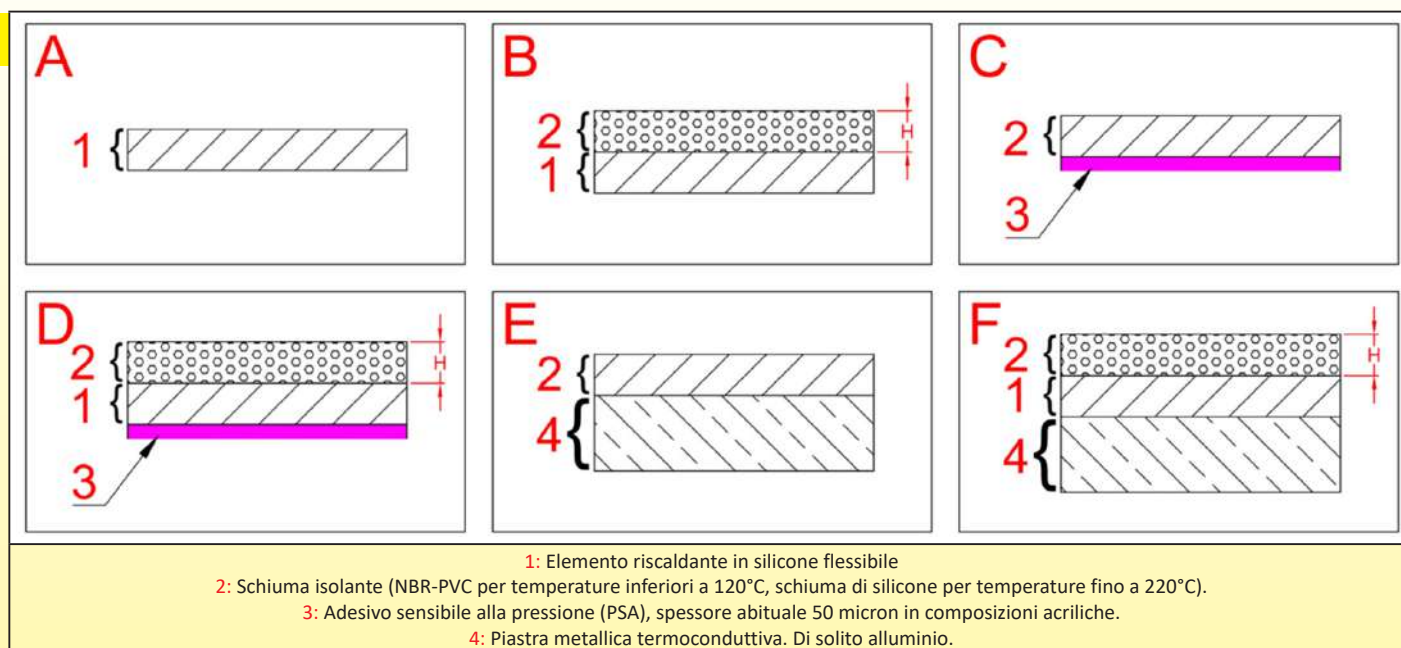 A
B
C
1
2
1
H
2
3
D
E
F
2
1
H
3
2
4
2
1
4
H
1: Elemento riscaldante in silicone flessibile
2: Schiuma isolante (NBR-PVC per temperature inferiori a 120°C, schiuma di silicone per temperature fino a 220°C).
3: Adesivo sensibile alla pressione (PSA), spessore abituale 50 micron in composizioni acriliche.
4: Piastra metallica termoconduttiva. Di solito alluminio.